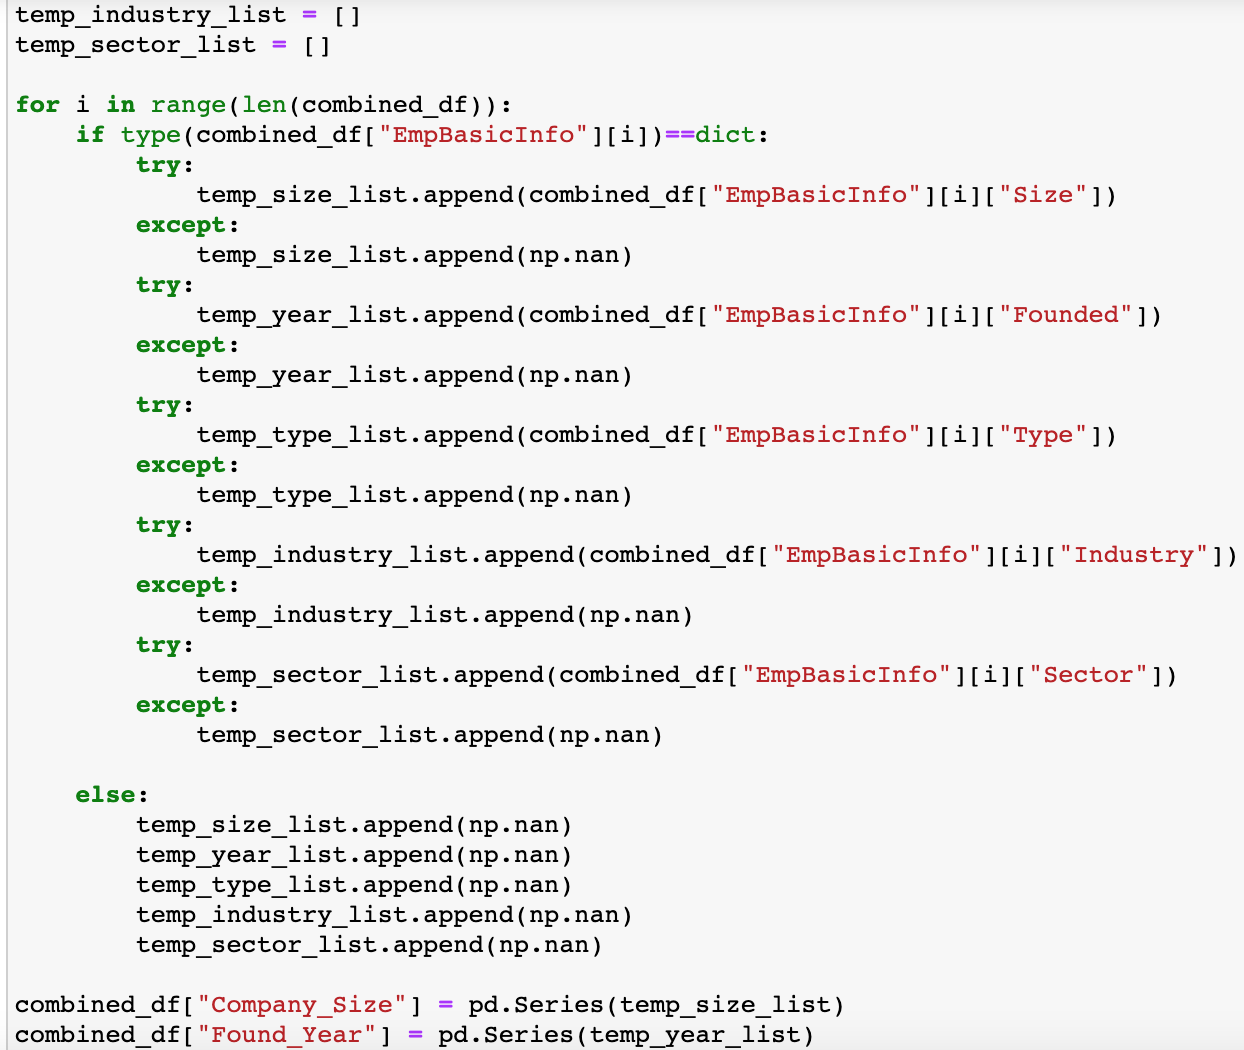 temp_industry_list = []
temp_sector_list = []

for i in range(len(combined_df)):
    if type(combined_df["EmpBasicInfo"][i])==dict:
        try:
            temp_size_list.append(combined_df["EmpBasicInfo"][i]["Size"])
        except:
            temp_size_list.append(np.nan)
        try:
            temp_year_list.append(combined_df["EmpBasicInfo"][i]["Founded"])
        except:
            temp_year_list.append(np.nan)
        try:
            temp_type_list.append(combined_df["EmpBasicInfo"][i]["Type"])
        except:
            temp_type_list.append(np.nan)
        try:
            temp_industry_list.append(combined_df["EmpBasicInfo"][i]["Industry"])
        except:
            temp_industry_list.append(np.nan)
        try:
            temp_sector_list.append(combined_df["EmpBasicInfo"][i]["Sector"])
        except:
            temp_sector_list.append(np.nan)

    else:
        temp_size_list.append(np.nan)
        temp_year_list.append(np.nan)
        temp_type_list.append(np.nan)
        temp_industry_list.append(np.nan)
        temp_sector_list.append(np.nan)

combined_df["Company_Size"] = pd.Series(temp_size_list)
combined_df["Found_Year"] = pd.Series(temp_year_list)